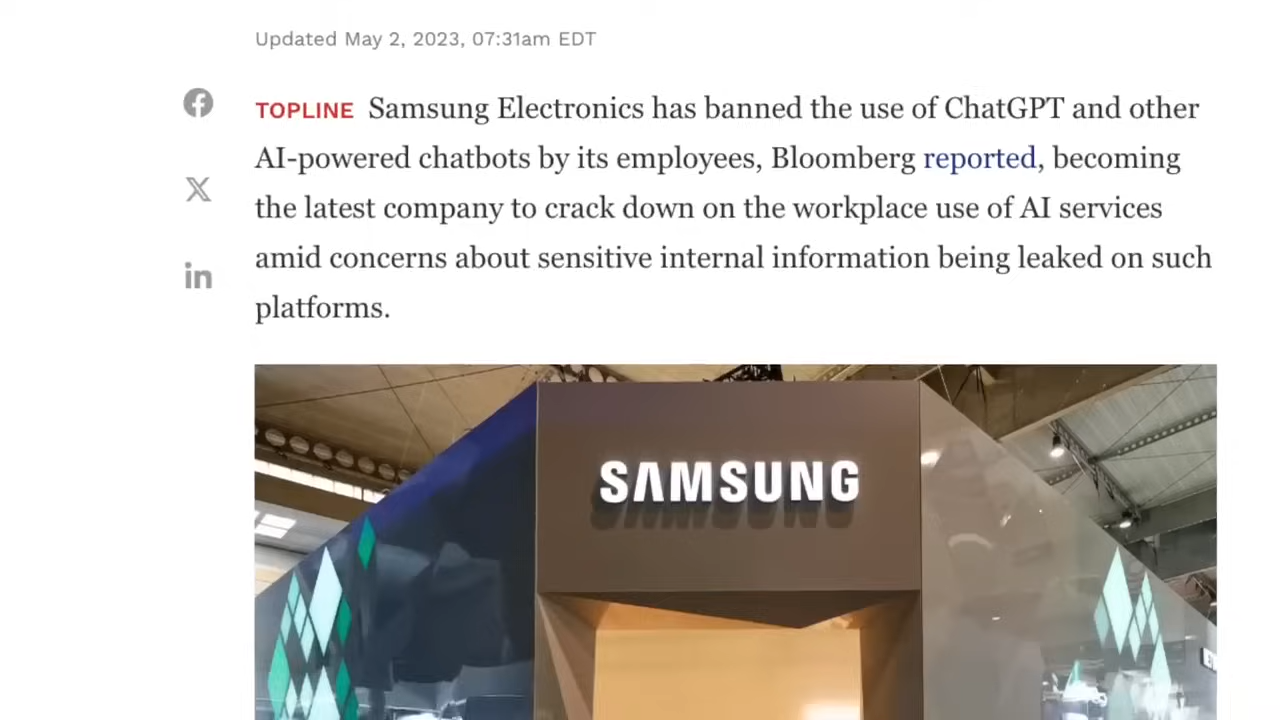 Updated May 2, 2023, 07:31am EDT
TOPLINE Samsung Electronics has banned the use of ChatGPT and other
AI-powered chatbots by its employees, Bloomberg reported, becoming
the latest company to crack down on the workplace use of AI services
amid concerns about sensitive internal information being leaked on such
platforms.
SAMSUNG